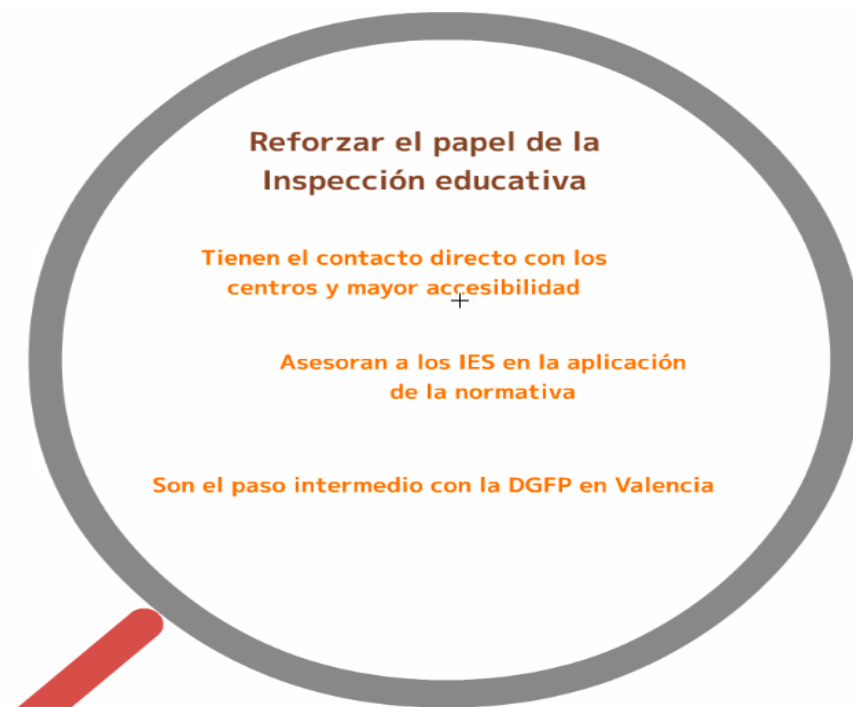 Reforzar el papel de la
Inspección educativa
Tienen el contacto directo con los
centros y mayor accesibilidad
Asesoran a los IES en la aplicación
de la normativa
Son el paso intermedio con la DGFP en Valencia